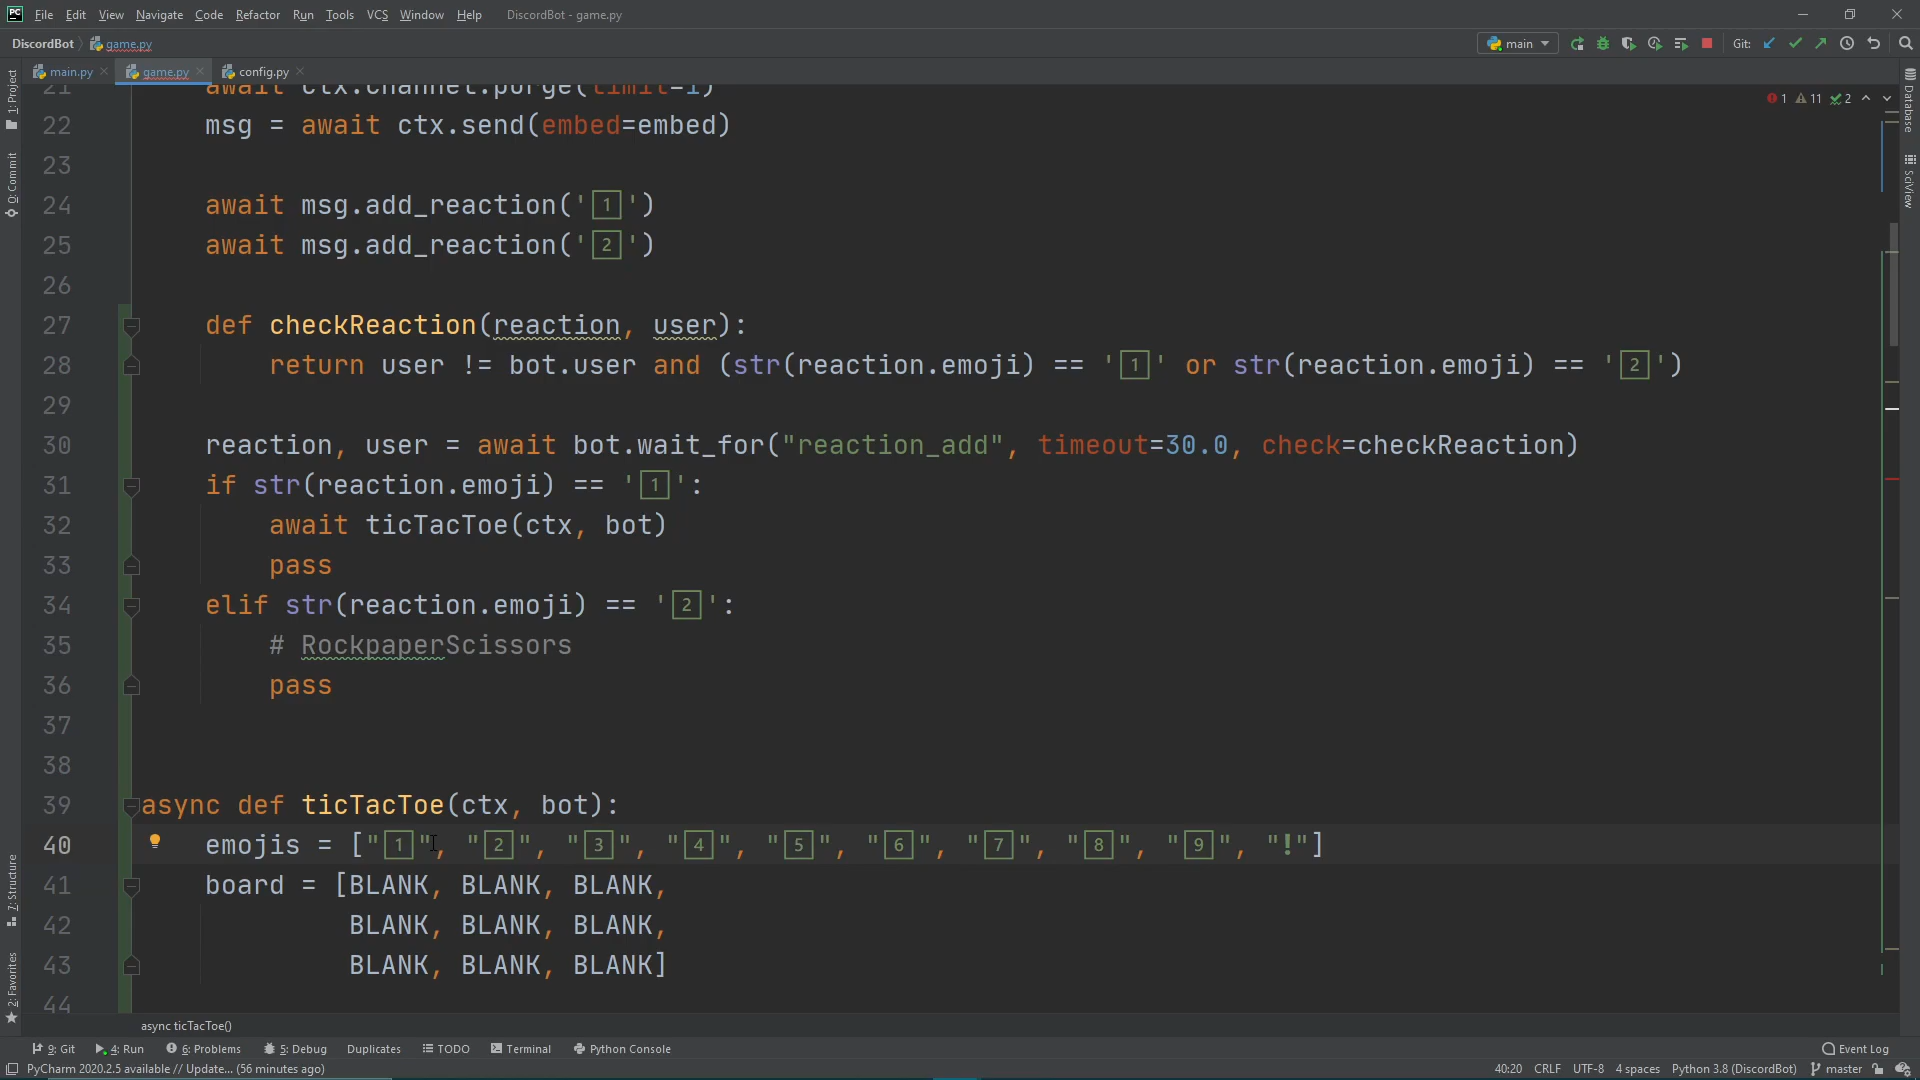 File Edit View Navigate Code Refactor Run Tools VCS Window Help DiscordBot - game.py
DiscordBot game.py main Git:
main.py game.py config.py
21 await ctx.channel.purge(limit=1)
1 11 2
22 msg = await ctx.send(embed=embed)
23
24 await msg.add_reaction('1️⃣')
25 await msg.add_reaction('2️⃣')
26
27 def checkReaction(reaction, user):
28 return user != bot.user and (str(reaction.emoji) == '1️⃣' or str(reaction.emoji) == '2️⃣')
29
30 reaction, user = await bot.wait_for("reaction_add", timeout=30.0, check=checkReaction)
31 if str(reaction.emoji) == '1️⃣':
32 await ticTacToe(ctx, bot)
33 pass
34 elif str(reaction.emoji) == '2️⃣':
35 # RockpaperScissors
36 pass
37
38
39 async def ticTacToe(ctx, bot):
40 emojis = ["1️⃣", "2️⃣", "3️⃣", "4️⃣", "5️⃣", "6️⃣", "7️⃣", "8️⃣", "9️⃣", "!"]
41 board = [BLANK, BLANK, BLANK,
42 BLANK, BLANK, BLANK,
43 BLANK, BLANK, BLANK]
44
async ticTacToe()
1: Project
0: Commit
7: Structure
2: Favorites
Database
SciView
9: Git 4: Run 6: Problems 5: Debug Duplicates TODO Terminal Python Console Event Log
PyCharm 2020.2.5 available // Update... (56 minutes ago) 40:20 CRLF UTF-8 4 spaces Python 3.8 (DiscordBot) master